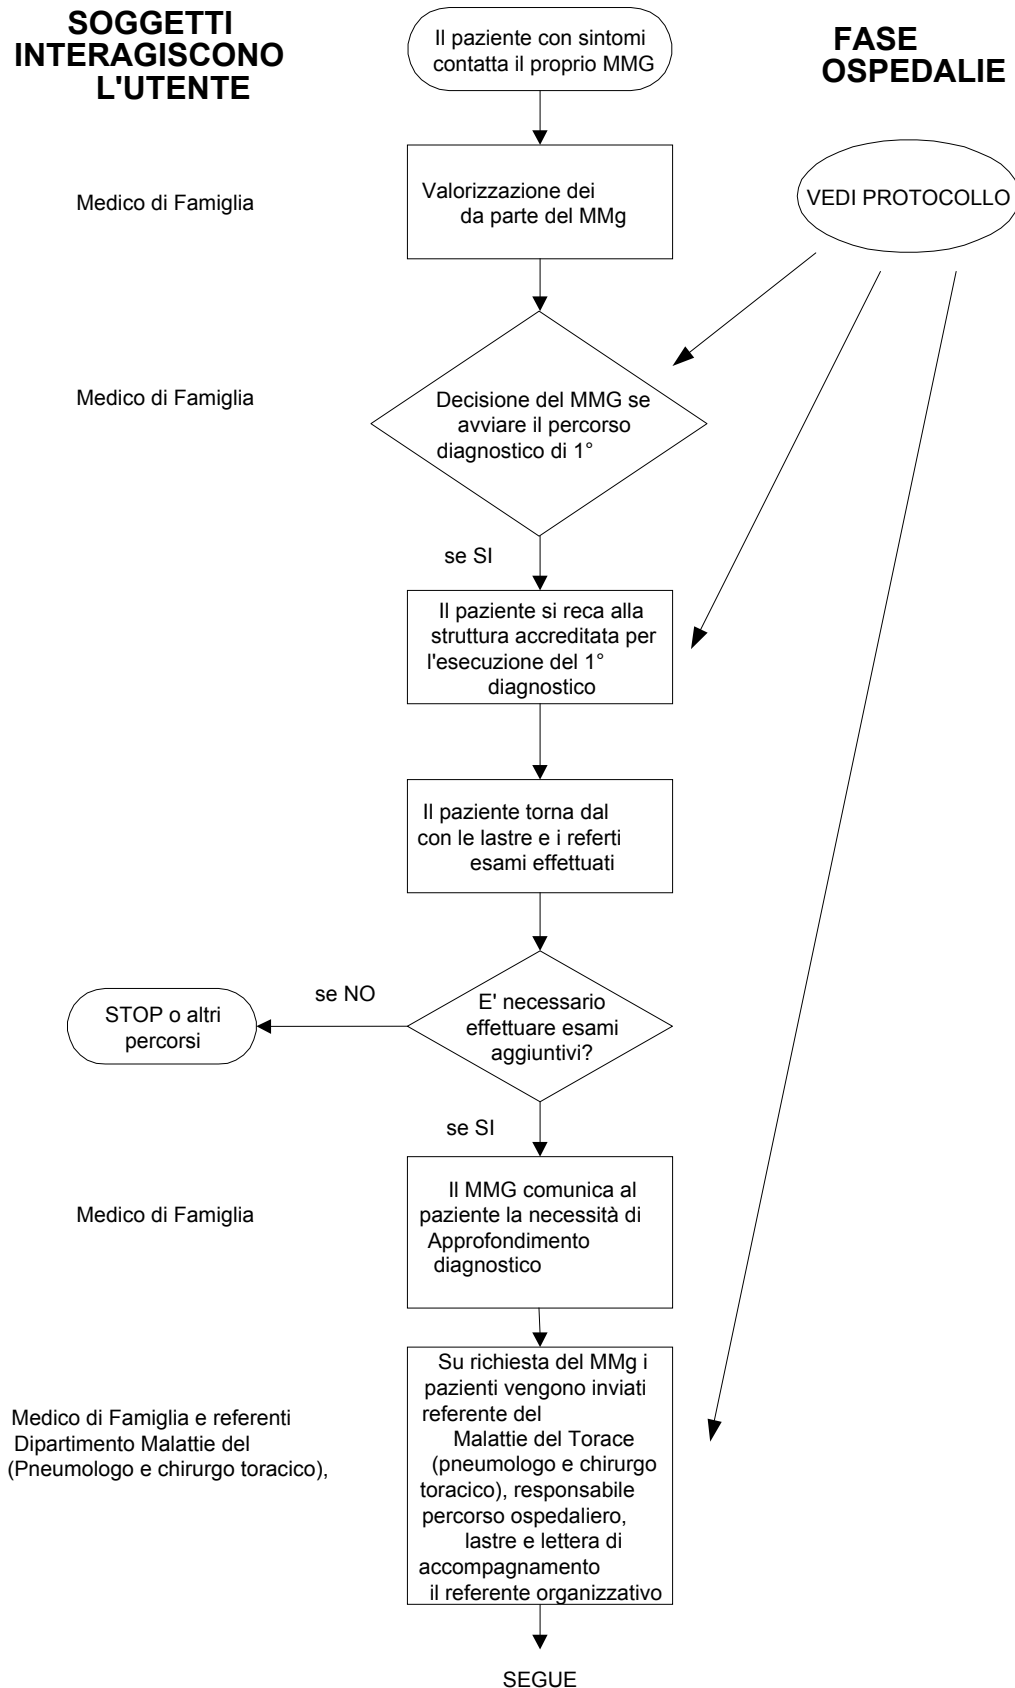 SOGGETTI
INTERAGISCONO
L'UTENTE
Il paziente con sintomi
contatta il proprio MMG
FASE
OSPEDALIE
Medico di Famiglia
Valorizzazione dei
da parte del MMg
VEDI PROTOCOLLO
Medico di Famiglia
Decisione del MMG se
avviare il percorso
diagnostico di 1°
se SI
Il paziente si reca alla
struttura accreditata per
l'esecuzione del 1°
diagnostico
Il paziente torna dal
con le lastre e i referti
esami effettuati
se NO
STOP o altri
percorsi
E' necessario
effettuare esami
aggiuntivi?
se SI
Medico di Famiglia
Il MMG comunica al
paziente la necessità di
Approfondimento
diagnostico
Medico di Famiglia e referenti
Dipartimento Malattie del
(Pneumologo e chirurgo toracico),
Su richiesta del MMg i
pazienti vengono inviati
referente del
Malattie del Torace
(pneumologo e chirurgo
toracico), responsabile
percorso ospedaliero,
lastre e lettera di
accompagnamento
il referente organizzativo
SEGUE